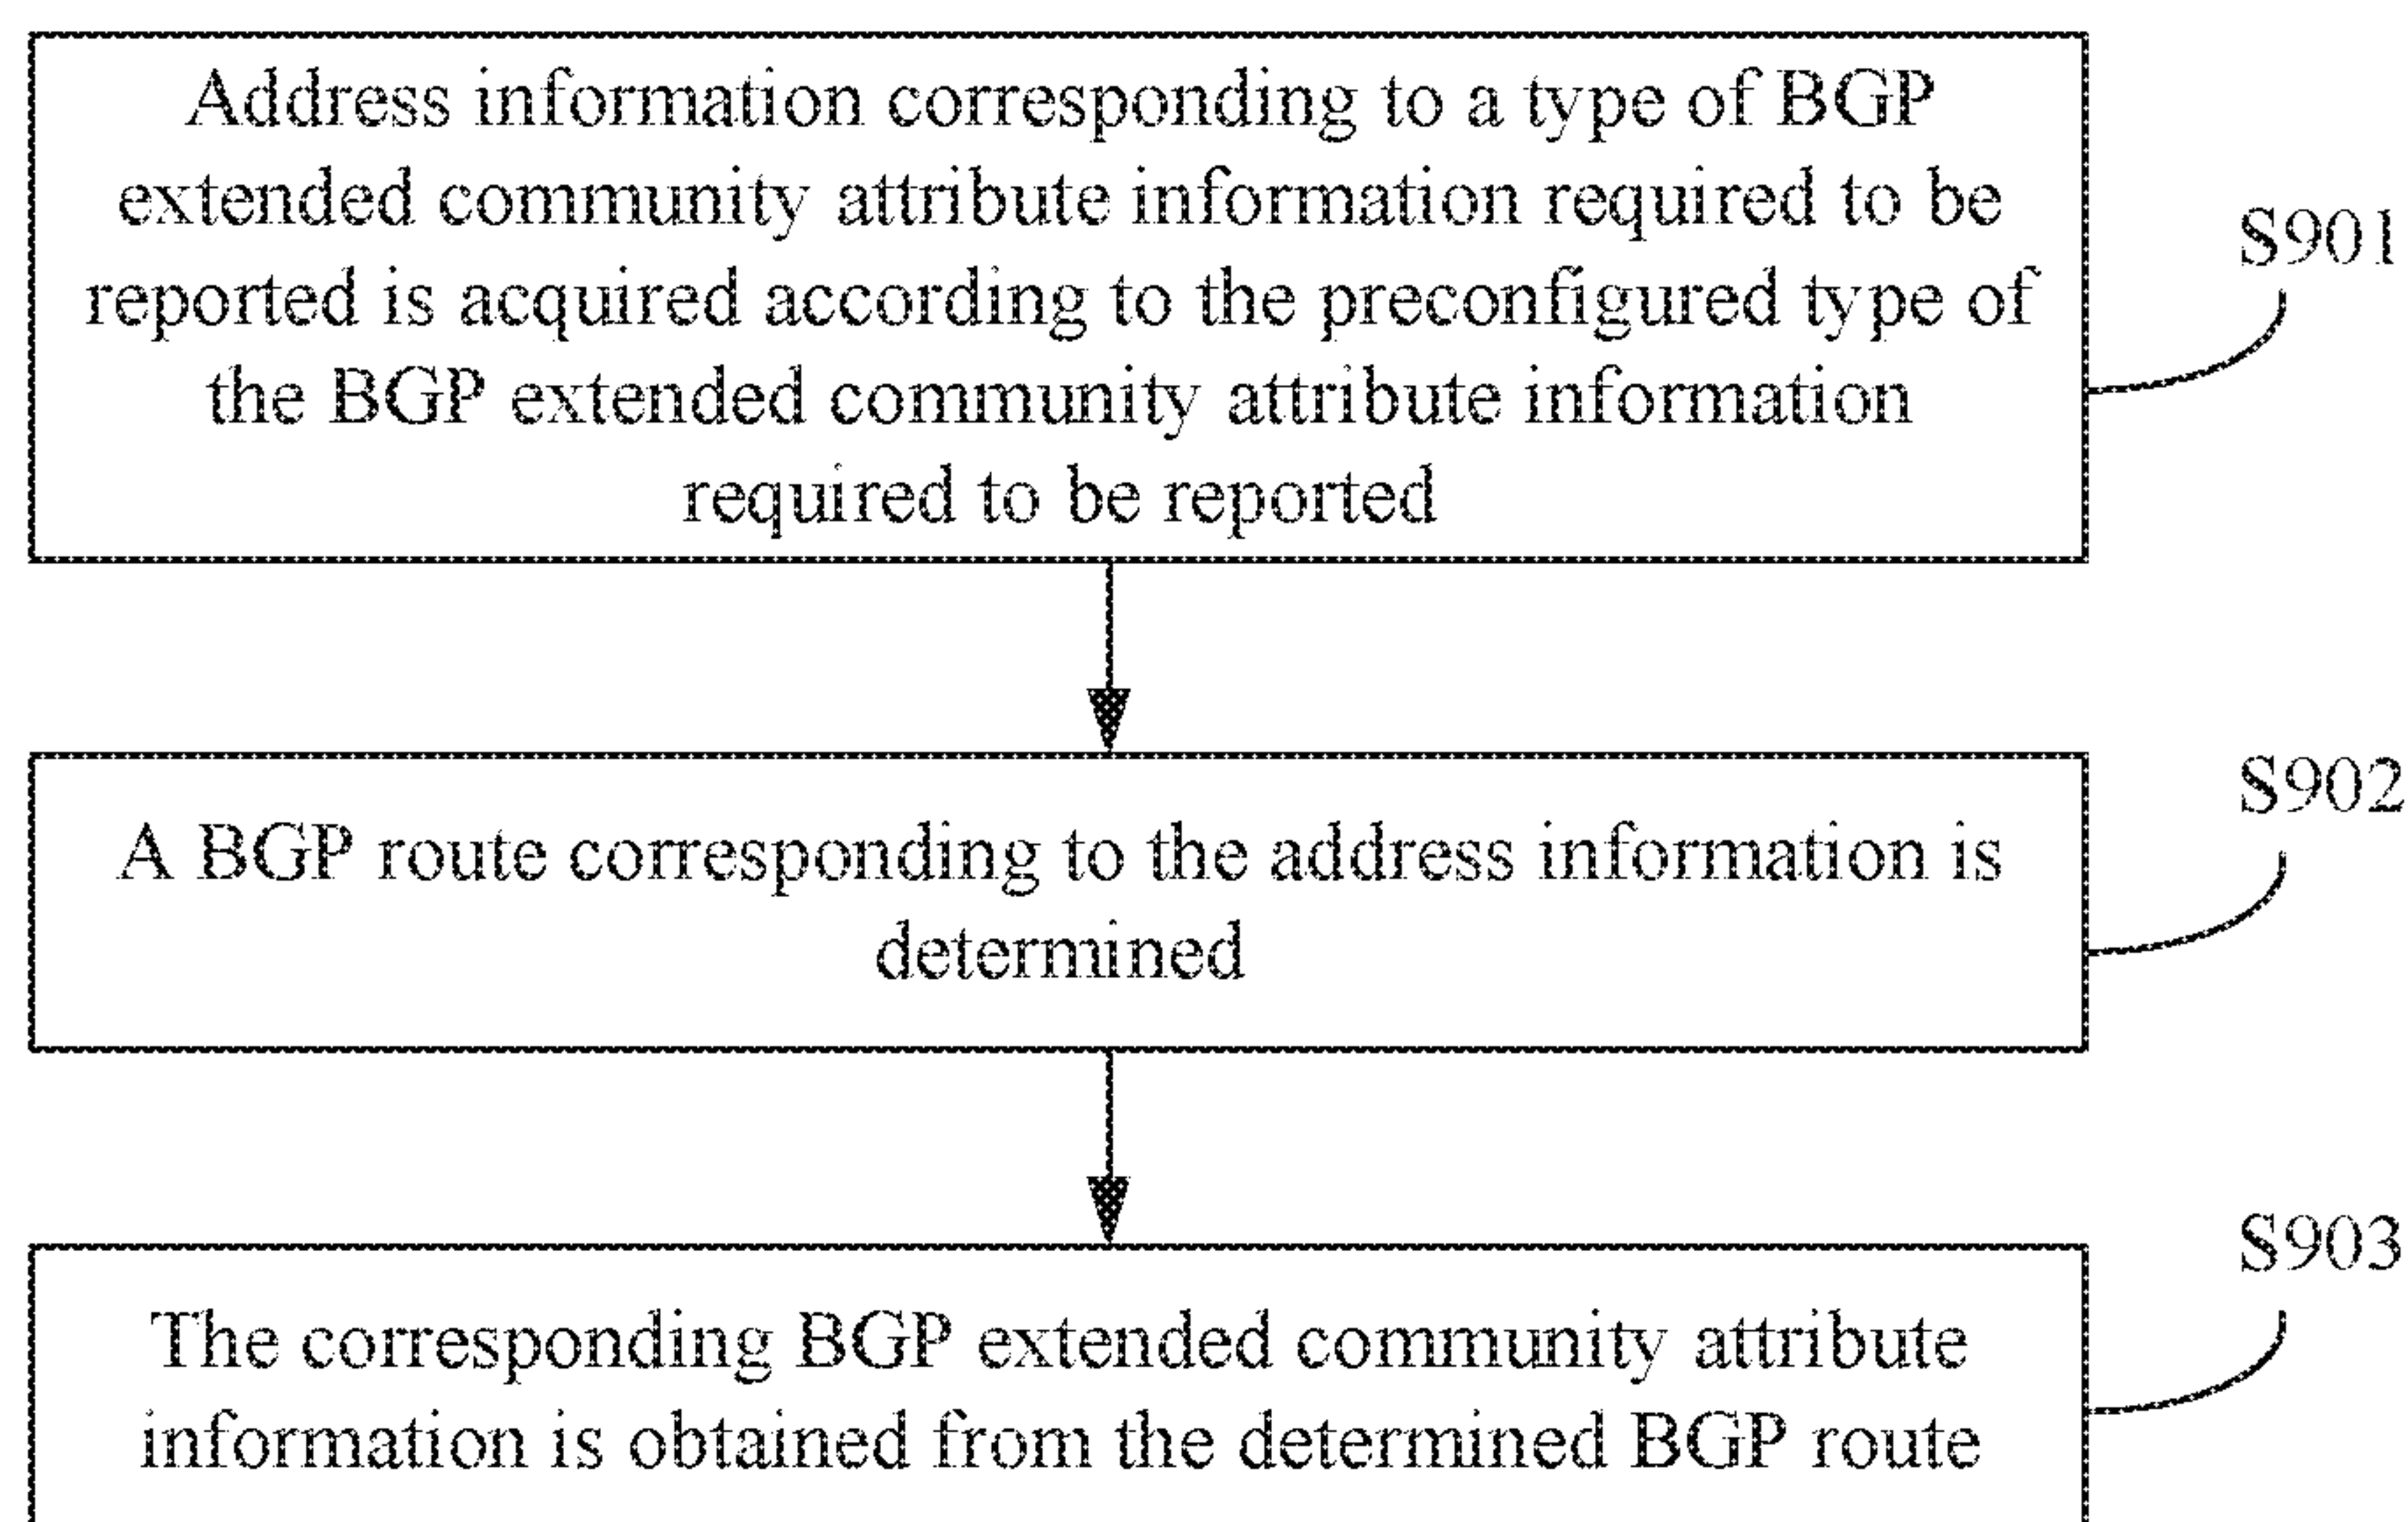 Address information corresponding to a type of BGP
extended community attribute information required to be
reported is acquired according to the preconfigured type of
the BGP extended community attribute information
required to be reported
S901
A BGP route corresponding to the address information is
determined
S902
The corresponding BGP extended community attribute
information is obtained from the determined BGP route
S903